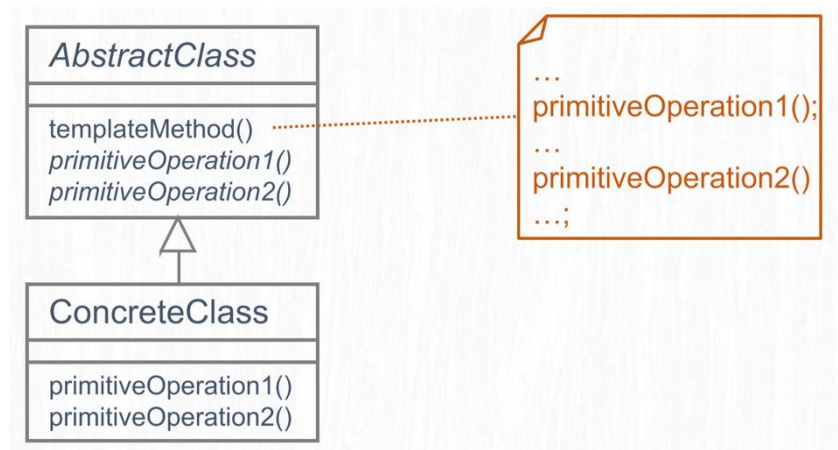 AbstractClass
templateMethod()
primitiveOperation1()
primitiveOperation2()
...
primitiveOperation1();
...
primitiveOperation2()
...;
ConcreteClass
primitiveOperation1()
primitiveOperation2()